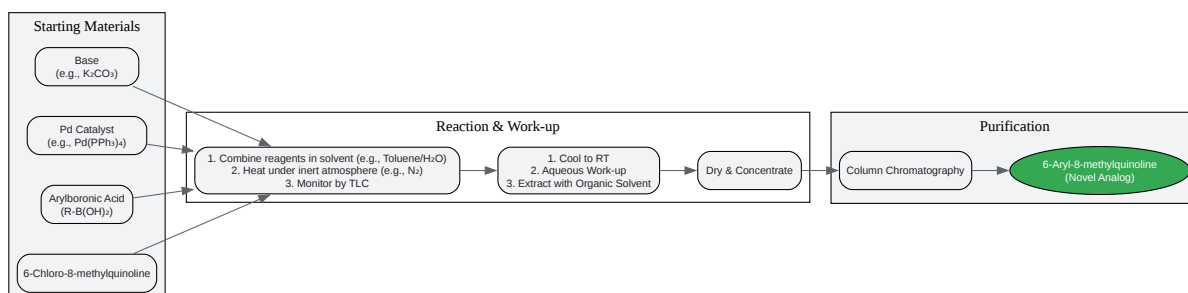 Starting Materials
Base
(e.g., K₂CO₃)
Pd Catalyst
(e.g., Pd(PPh₃)₄)
Arylboronic Acid
(R-B(OH)₂)
6-Chloro-8-methylquinoline
Reaction & Work-up
1. Combine reagents in solvent (e.g., Toluene/H₂O)
2. Heat under inert atmosphere (e.g., N₂)
3. Monitor by TLC
1. Cool to RT
2. Aqueous Work-up
3. Extract with Organic Solvent
Dry & Concentrate
Purification
Column Chromatography
6-Aryl-8-methylquinoline
(Novel Analog)